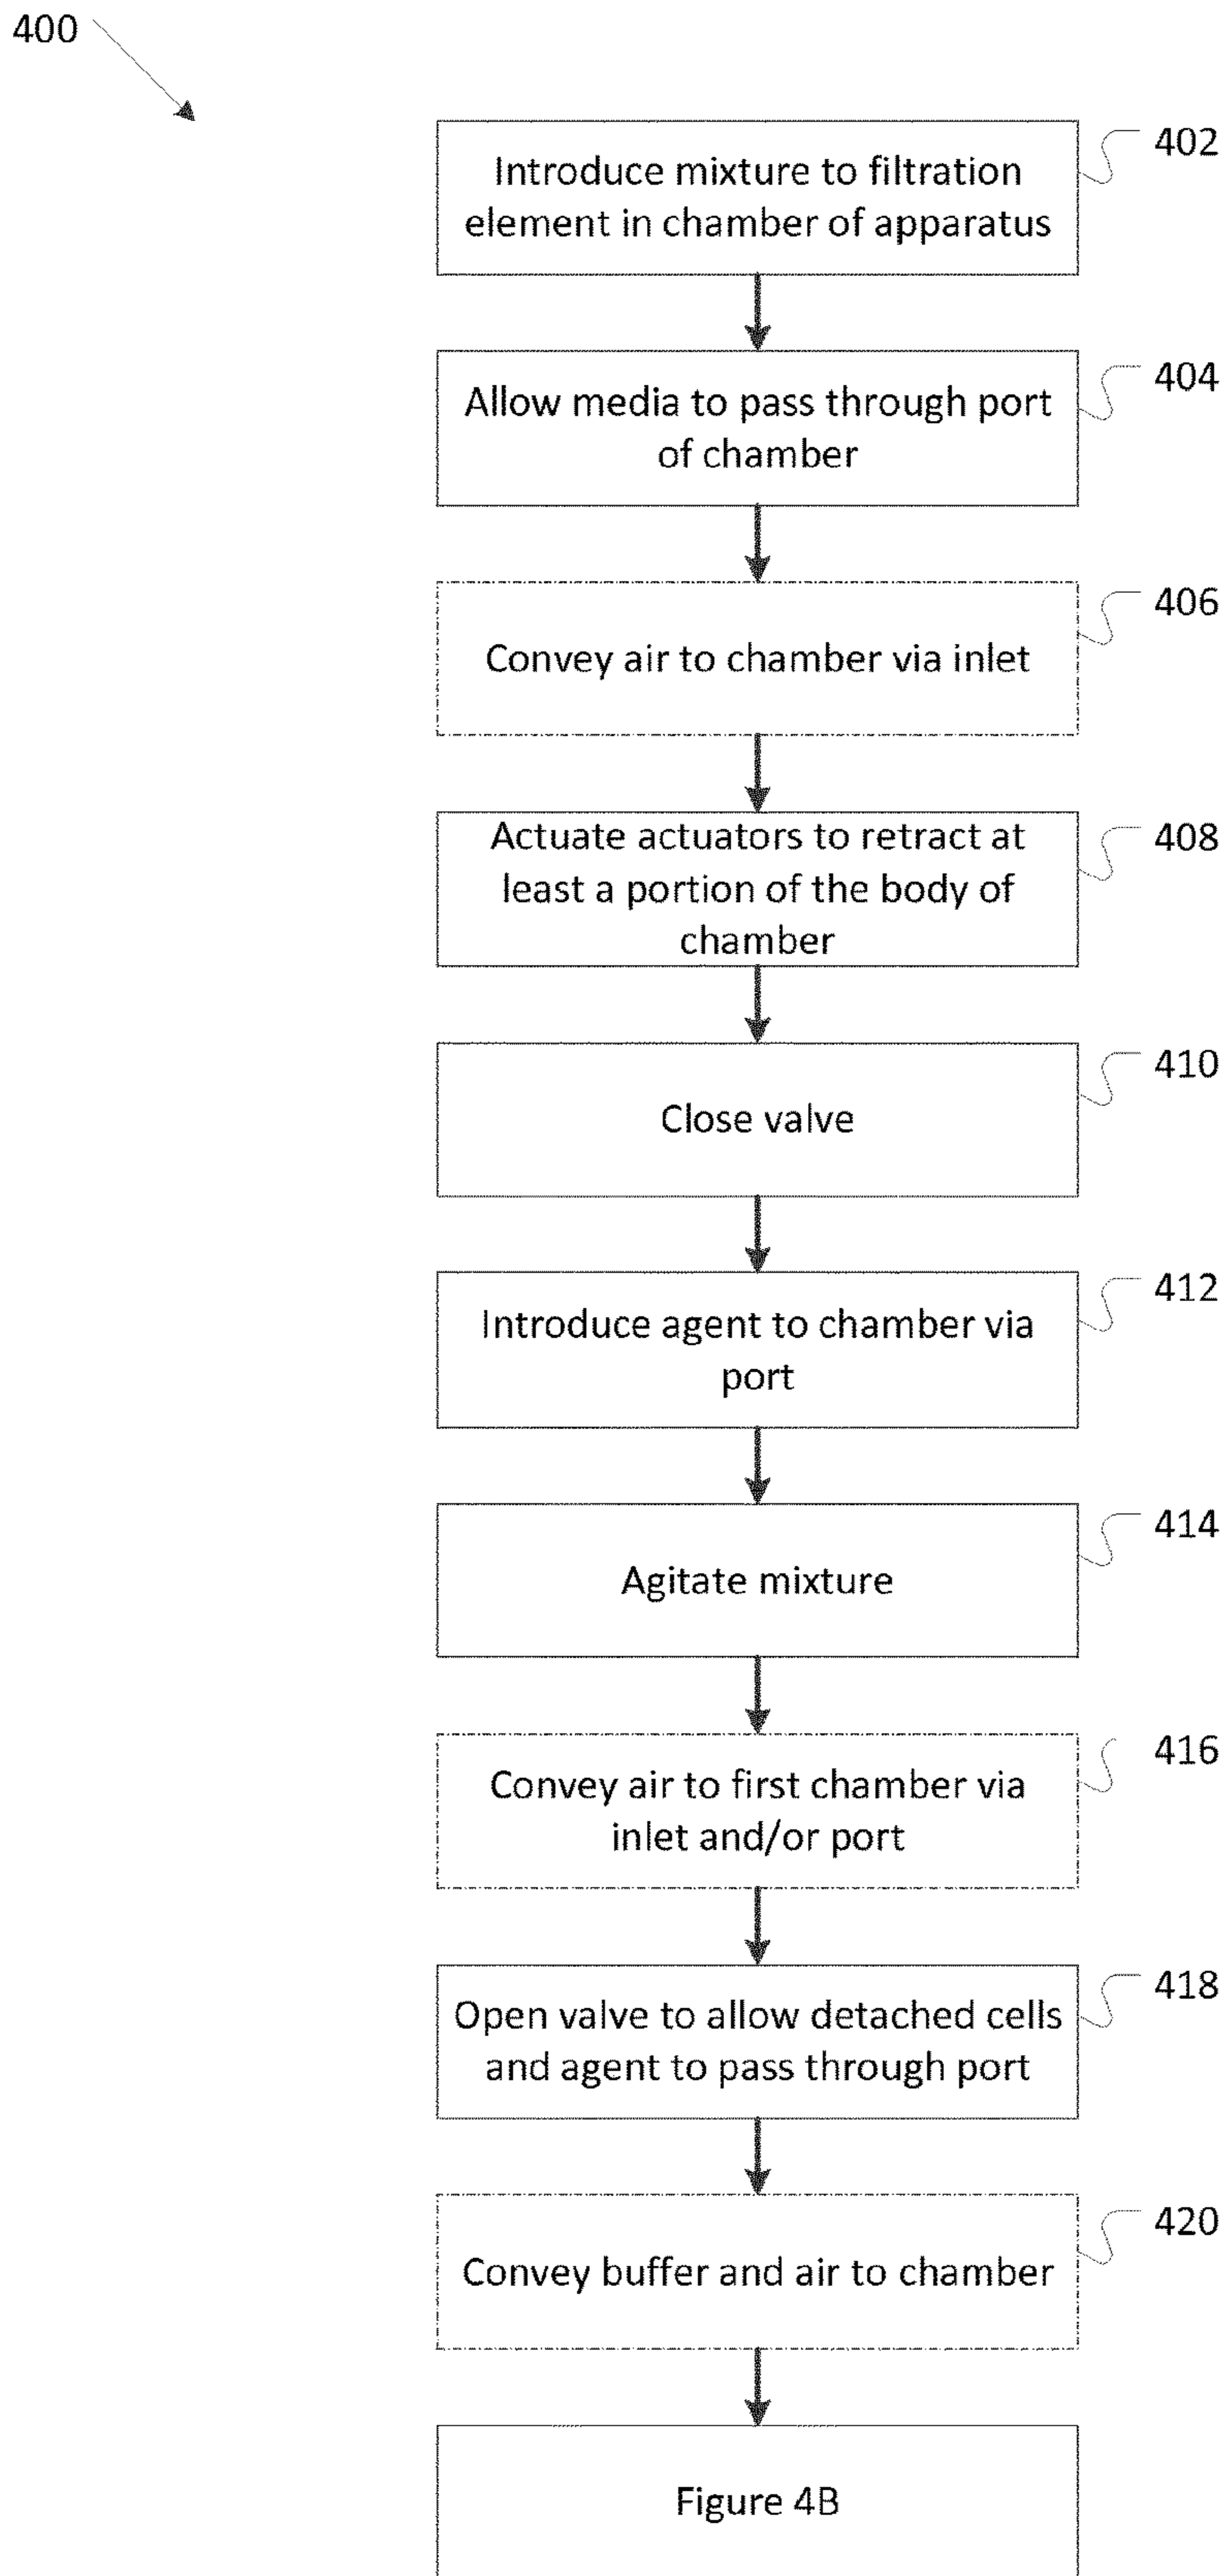 400
402
Introduce mixture to filtration
element in chamber of apparatus
404
Allow media to pass through port
of chamber
406
Convey air to chamber via inlet
408
Actuate actuators to retract at
least a portion of the body of
chamber
410
Close valve
412
Introduce agent to chamber via
port
414
Agitate mixture
416
Convey air to first chamber via
inlet and/or port
418
Open valve to allow detached cells
and agent to pass through port
420
Convey buffer and air to chamber
Figure 4B